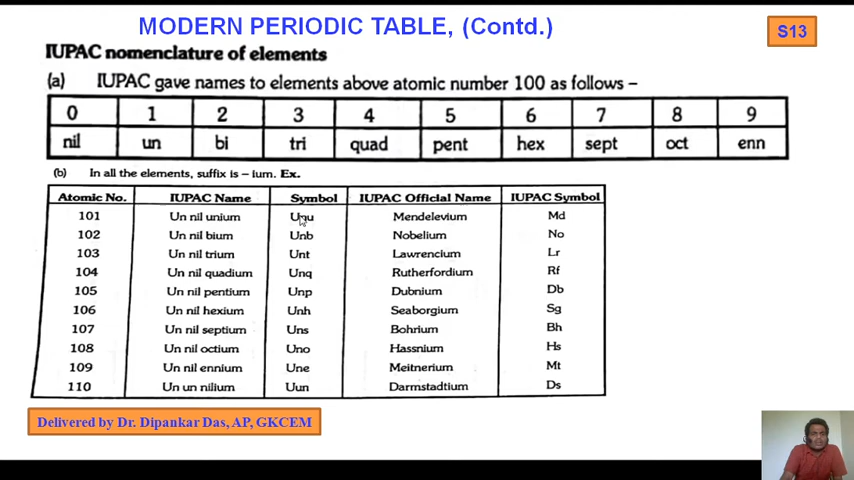 MODERN PERIODIC TABLE, (Contd.)
S13
IUPAC nomenclature of elements
(a) IUPAC gave names to elements above atomic number 100 as follows –
0 1 2 3 4 5 6 7 8 9
nil un bi tri quad pent hex sept oct enn
(b) In all the elements, suffix is – ium. Ex.
Atomic No. IUPAC Name Symbol IUPAC Official Name IUPAC Symbol
101 Un nil unium Unu Mendelevium Md
102 Un nil bium Unb Nobelium No
103 Un nil trium Unt Lawrencium Lr
104 Un nil quadium Unq Rutherfordium Rf
105 Un nil pentium Unp Dubnium Db
106 Un nil hexium Unh Seaborgium Sg
107 Un nil septium Uns Bohrium Bh
108 Un nil octium Uno Hassnium Hs
109 Un nil ennium Une Meitnerium Mt
110 Un un nilium Uun Darmstadtium Ds
Delivered by Dr. Dipankar Das, AP, GKCEM